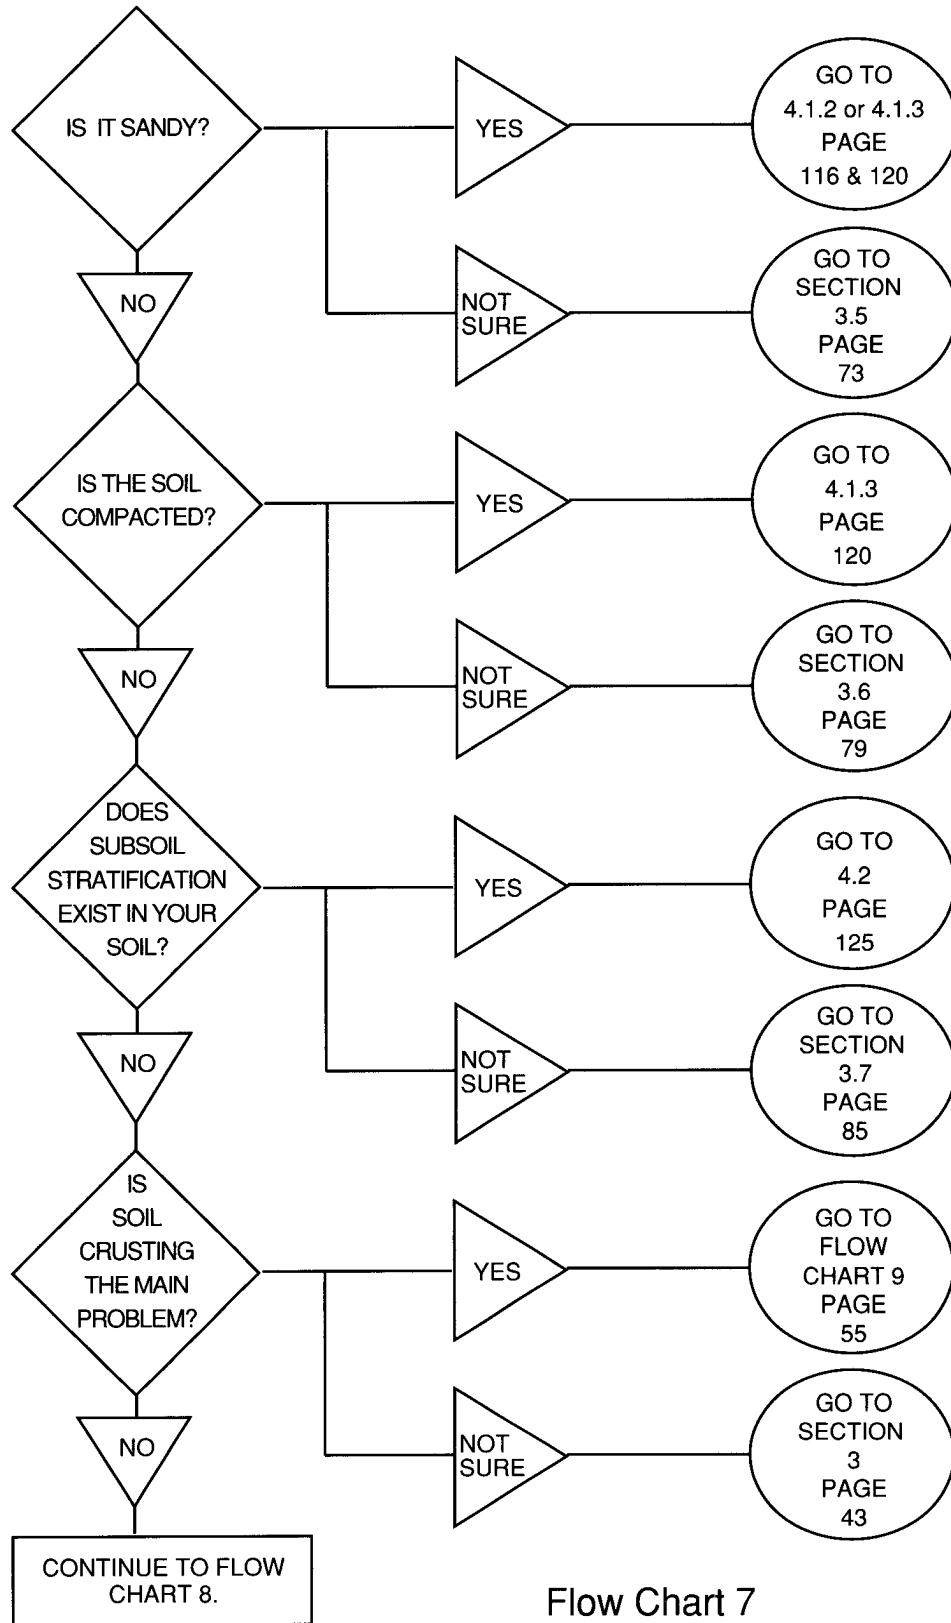 IS IT SANDY?
YES
GO TO
4.1.2 or 4.1.3
PAGE
116 & 120
NOT
SURE
GO TO
SECTION
3.5
PAGE
73
NO
IS THE SOIL
COMPACTED?
YES
GO TO
4.1.3
PAGE
120
NOT
SURE
GO TO
SECTION
3.6
PAGE
79
NO
DOES
SUBSOIL
STRATIFICATION
EXIST IN YOUR
SOIL?
YES
GO TO
4.2
PAGE
125
NOT
SURE
GO TO
SECTION
3.7
PAGE
85
NO
IS
SOIL
CRUSTING
THE MAIN
PROBLEM?
YES
GO TO
FLOW
CHART 9
PAGE
55
NOT
SURE
GO TO
SECTION
3
PAGE
43
NO
CONTINUE TO FLOW
CHART 8.
Flow Chart 7